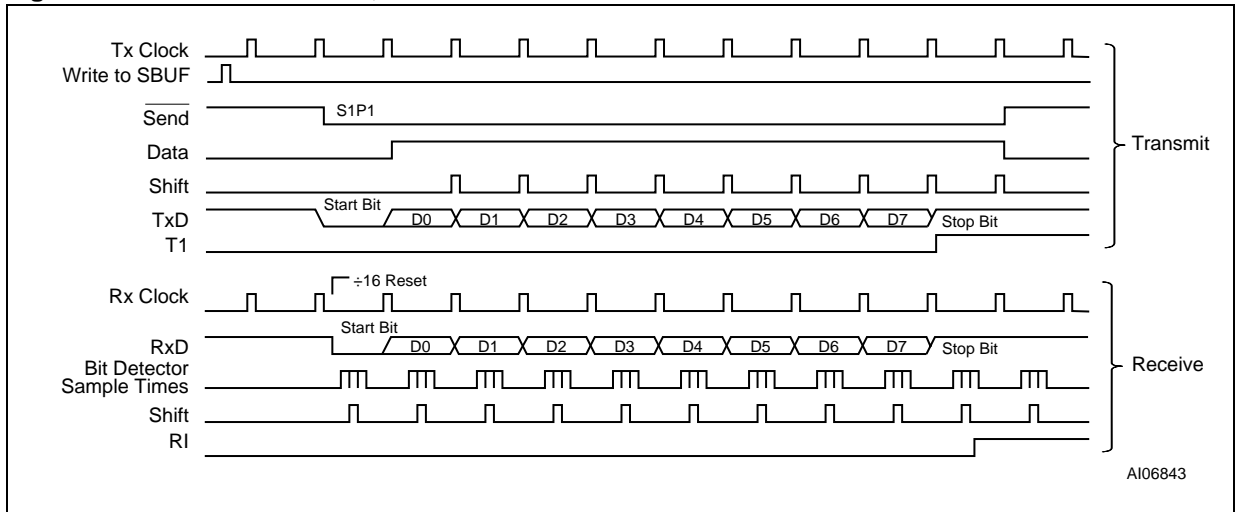 Tx Clock
Write to SBUF
Send
S1P1
Data
Transmit
Shift
Start Bit
TxD
D0 D1 D2 D3 D4 D5 D6 D7 Stop Bit
T1
÷16 Reset
Rx Clock
Start Bit
RxD
D0 D1 D2 D3 D4 D5 D6 D7 Stop Bit
Bit Detector
Sample Times
Receive
Shift
RI
AI06843